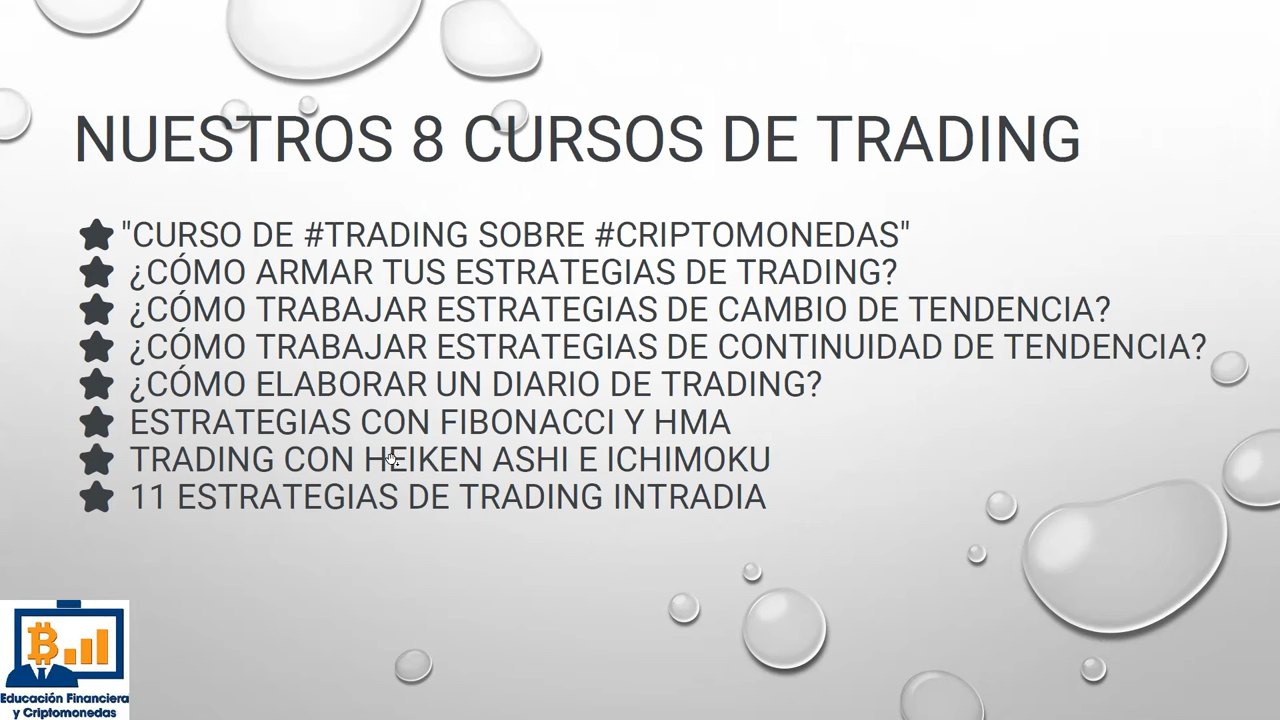 NUESTROS 8 CURSOS DE TRADING
"CURSO DE #TRADING SOBRE #CRIPTOMONEDAS"
¿CÓMO ARMAR TUS ESTRATEGIAS DE TRADING?
¿CÓMO TRABAJAR ESTRATEGIAS DE CAMBIO DE TENDENCIA?
¿CÓMO TRABAJAR ESTRATEGIAS DE CONTINUIDAD DE TENDENCIA?
¿CÓMO ELABORAR UN DIARIO DE TRADING?
ESTRATEGIAS CON FIBONACCI Y HMA
TRADING CON HEIKEN ASHI E ICHIMOKU
11 ESTRATEGIAS DE TRADING INTRADIA
Educación Financiera
y Criptomonedas